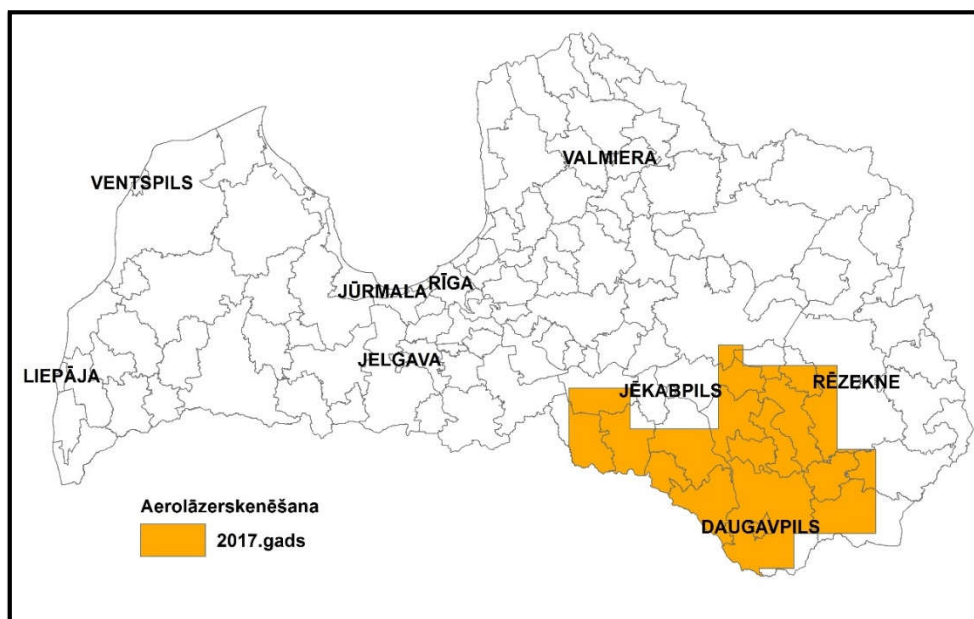 VALMIERA
VENTSPILS
JŪRMALA
RĪGA
JELGAVA
LIEPĀJA
JĒKABPILS
RĒZEKNE
DAUGAVPILS
Aerolāzerskenēšana
2017.gads